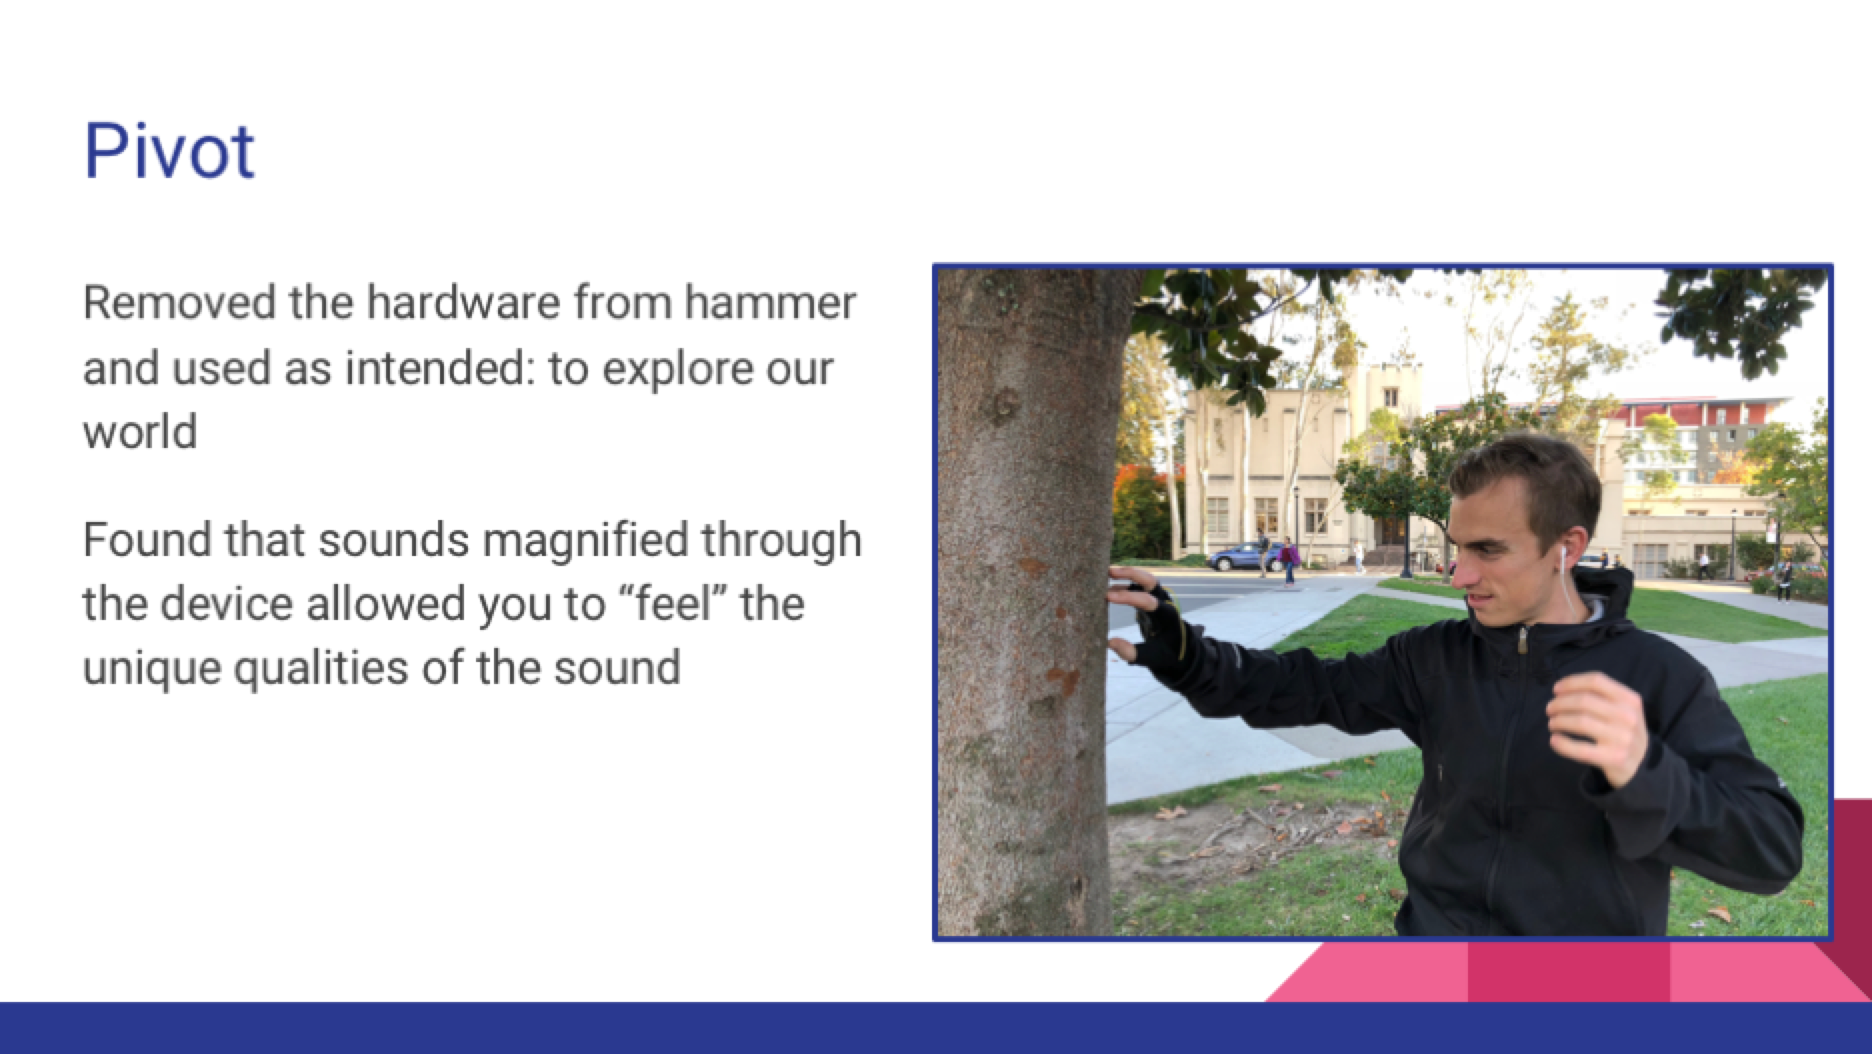 Pivot
Removed the hardware from hammer
and used as intended: to explore our
world
Found that sounds magnified through
the device allowed you to “feel” the
unique qualities of the sound